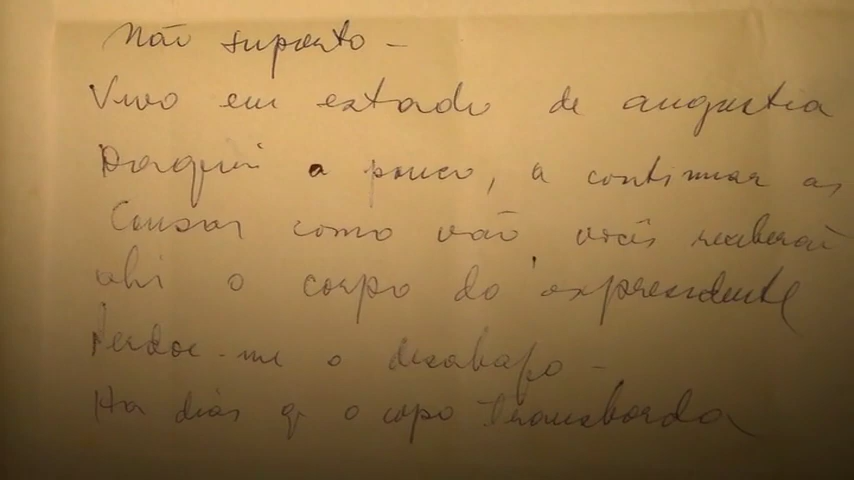 Não suporto —
Vivo em estado de angustia
Daqui a pouco, a continuar as
Cousas como vão vocês receberão
ahi o corpo do expresidente
Perdoe-me o desabafo —
Ha dias q o copo transborda